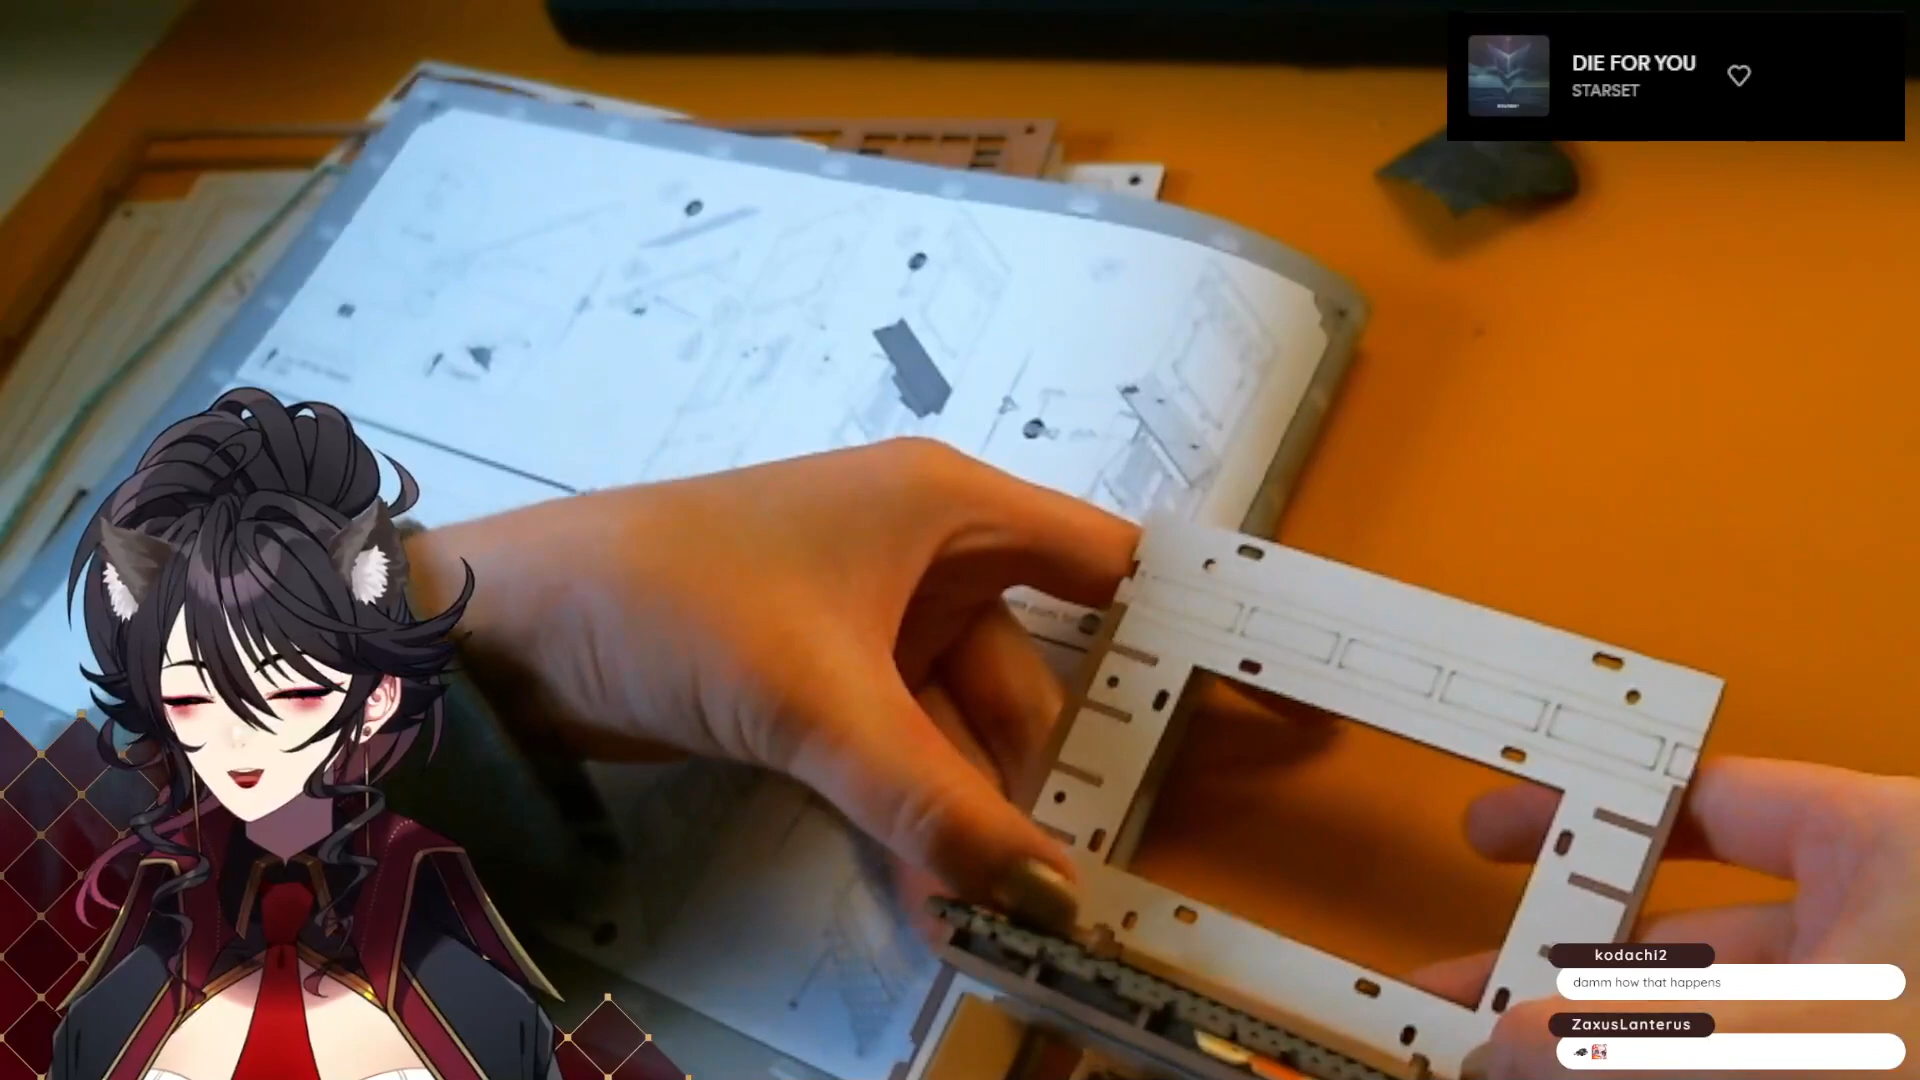 DIE FOR YOU
STARSET
kodachi2
damm how that happens
ZaxusLanterus